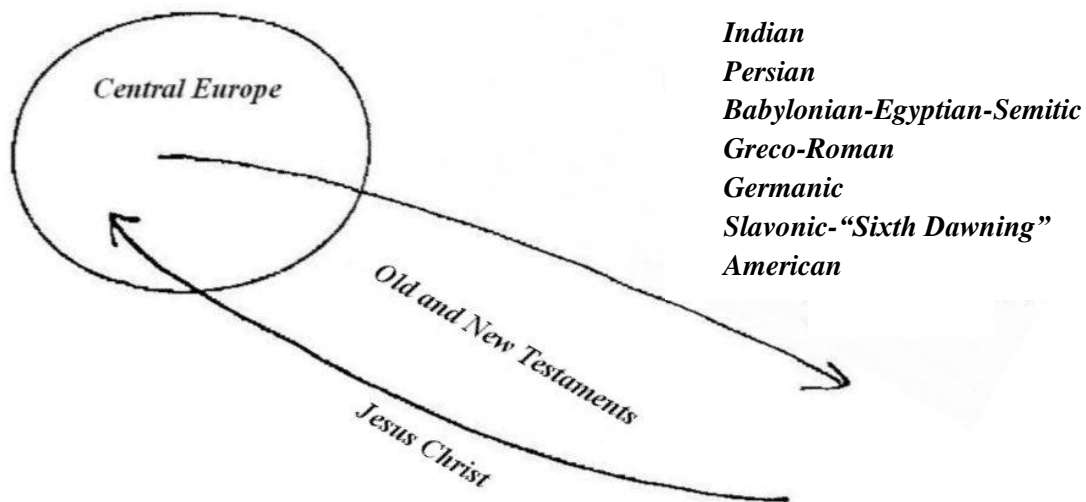 Central Europe
Old and New Testaments
Jesus Christ
Indian
Persian
Babylonian-Egyptian-Semitic
Greco-Roman
Germanic
Slavonic-“Sixth Dawning”
American